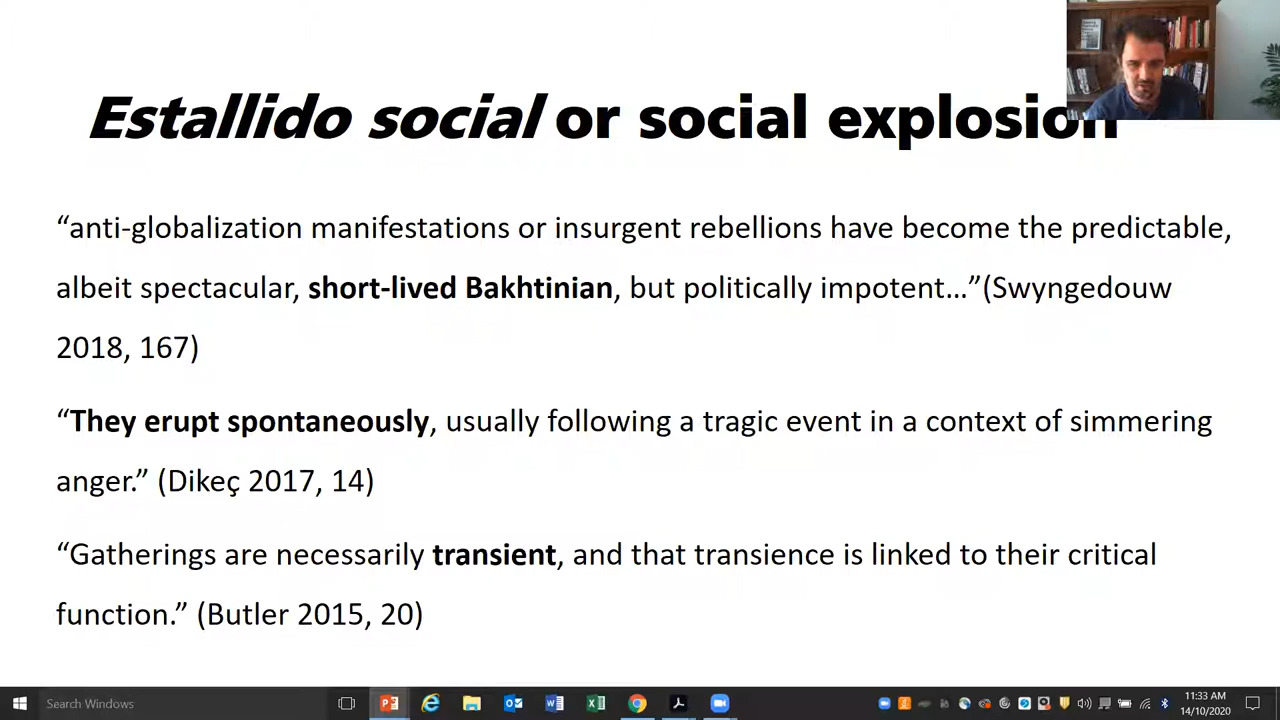 Estallido social or social explosion
“anti-globalization manifestations or insurgent rebellions have become the predictable,
albeit spectacular, short-lived Bakhtinian, but politically impotent…”(Swyngedouw
2018, 167)
“They erupt spontaneously, usually following a tragic event in a context of simmering
anger.” (Dikeç 2017, 14)
“Gatherings are necessarily transient, and that transience is linked to their critical
function.” (Butler 2015, 20)
Search Windows
11:33 AM
14/10/2020